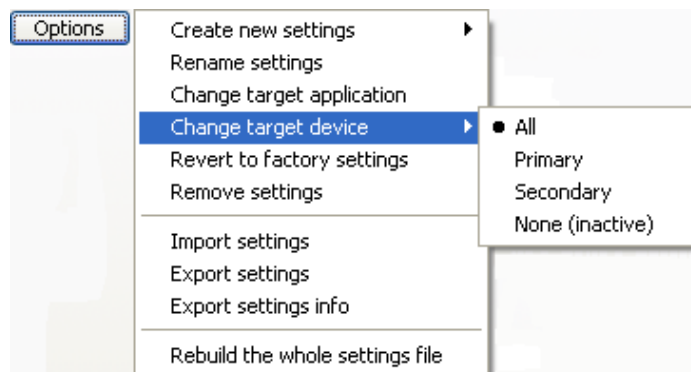 Options
Create new settings
Rename settings
Change target application
Change target device
Revert to factory settings
Remove settings
Import settings
Export settings
Export settings info
Rebuild the whole settings file
All
Primary
Secondary
None (inactive)